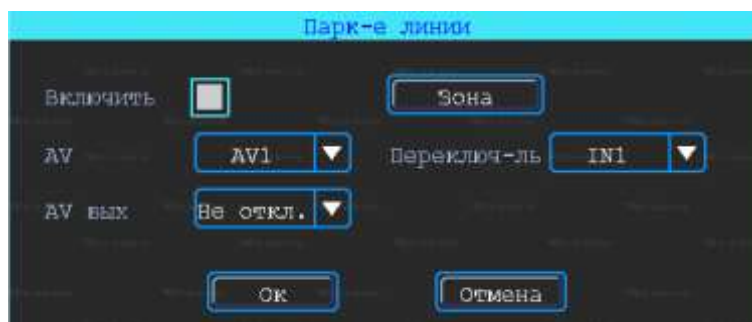 Парк-е линии
Включить Зона
AV AV1 Переключ-ль IN1
AV вых Не откл.
Ок Отмена